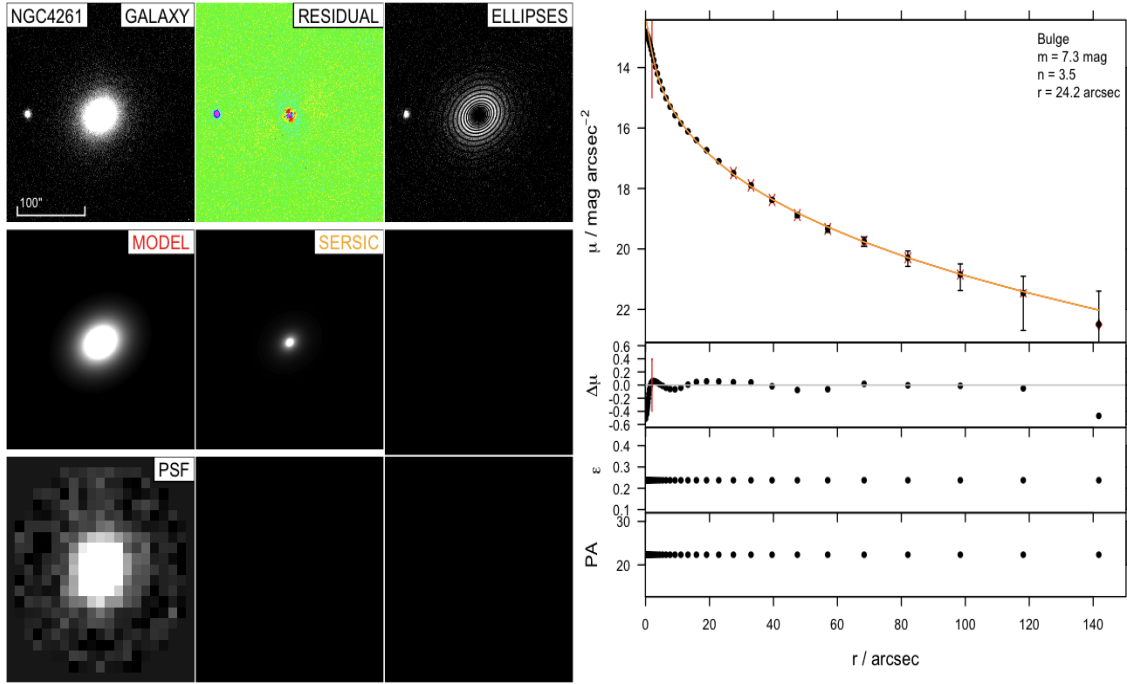 NGC4261
GALAXY
RESIDUAL
ELLIPSES
100"
MODEL
SERSIC
PSF
Bulge
m = 7.3 mag
n = 3.5
r = 24.2 arcsec
μ / mag arcsec⁻²
14
16
18
20
22
Δμ
0.6
0.4
0.2
0.0
-0.2
-0.4
-0.6
ε
0.4
0.3
0.2
0.1
PA
30
20
0 20 40 60 80 100 120 140
r / arcsec